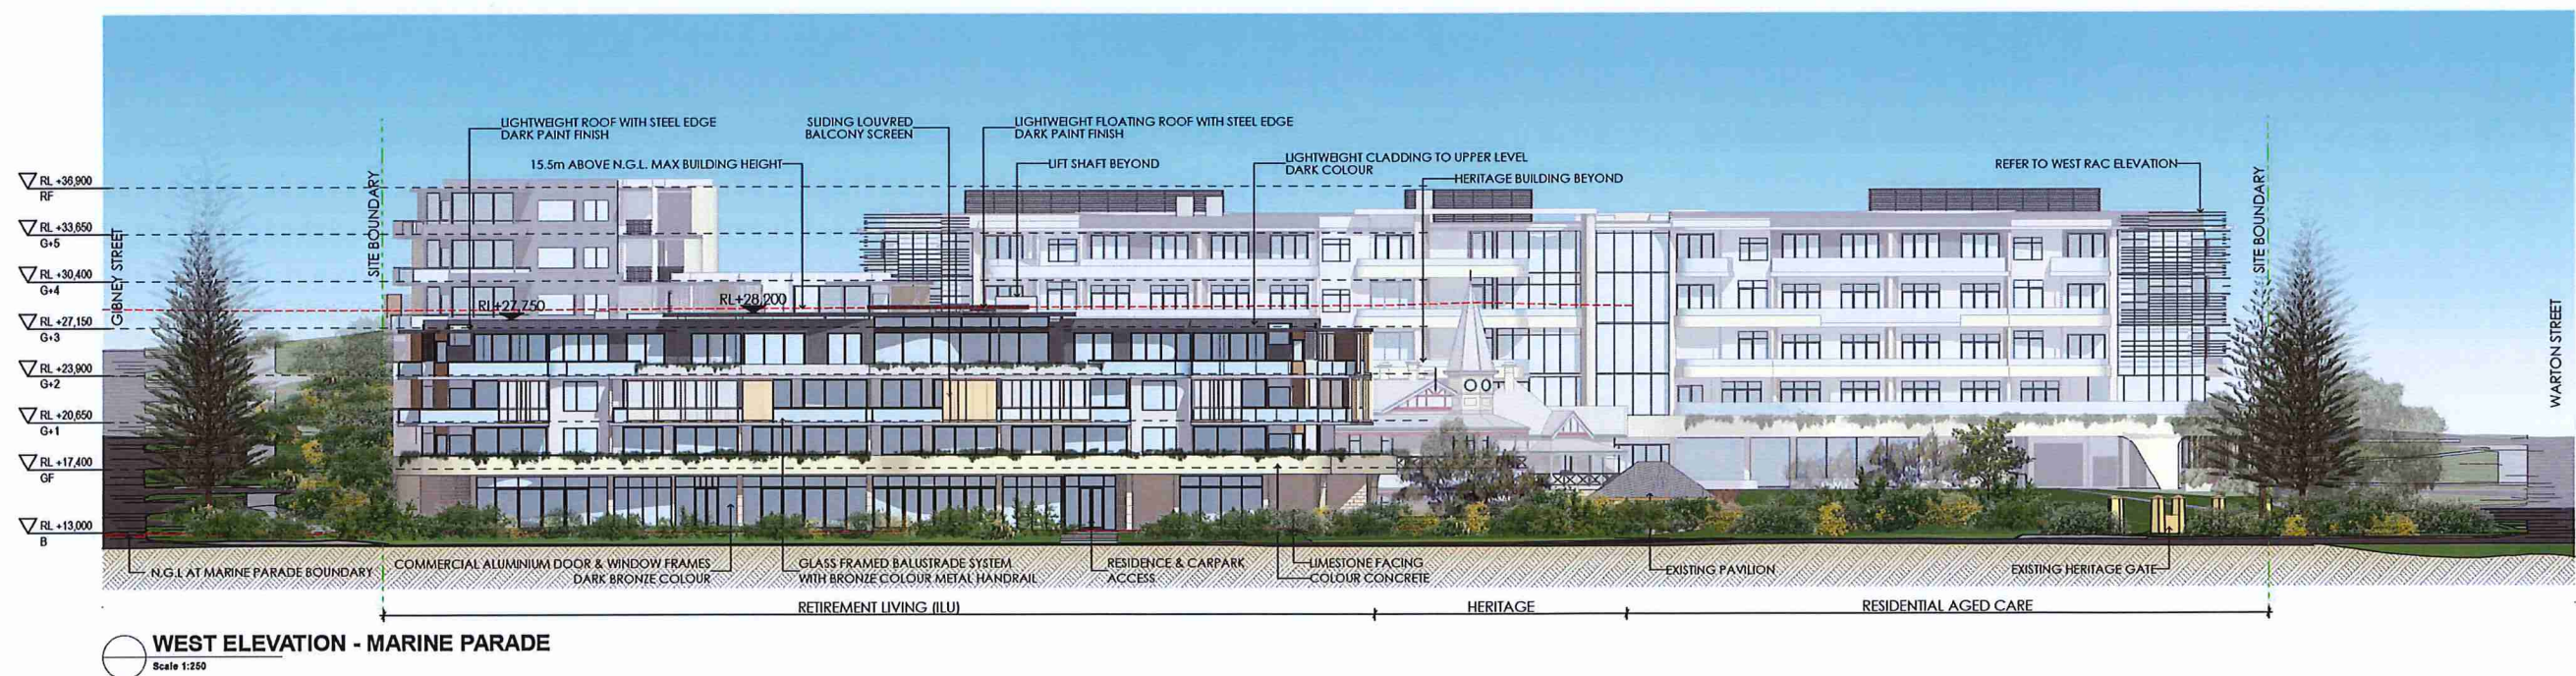 LIGHTWEIGHT ROOF WITH STEEL EDGE
DARK PAINT FINISH
SLIDING LOUVRED
BALCONY SCREEN
LIGHTWEIGHT FLOATING ROOF WITH STEEL EDGE
DARK PAINT FINISH
15.5m ABOVE N.G.L. MAX BUILDING HEIGHT
LIFT SHAFT BEYOND
LIGHTWEIGHT CLADDING TO UPPER LEVEL
DARK COLOUR
HERITAGE BUILDING BEYOND
REFER TO WEST RAC ELEVATION
RL +36,900
RF
RL +33,650
G+5
RL +30,400
G+4
RL +27,150
G+3
RL +23,900
G+2
RL +20,650
G+1
RL +17,400
GF
RL +13,000
B
GIBNEY STREET
SITE BOUNDARY
RL+27,750
RL+28,200
SITE BOUNDARY
WARTON STREET
N.G.L AT MARINE PARADE BOUNDARY
COMMERCIAL ALUMINIUM DOOR & WINDOW FRAMES
DARK BRONZE COLOUR
GLASS FRAMED BALUSTRADE SYSTEM
WITH BRONZE COLOUR METAL HANDRAIL
RESIDENCE & CARPARK
ACCESS
LIMESTONE FACING
COLOUR CONCRETE
EXISTING PAVILION
EXISTING HERITAGE GATE
RETIREMENT LIVING (ILU)
HERITAGE
RESIDENTIAL AGED CARE
WEST ELEVATION - MARINE PARADE
Scale 1:250